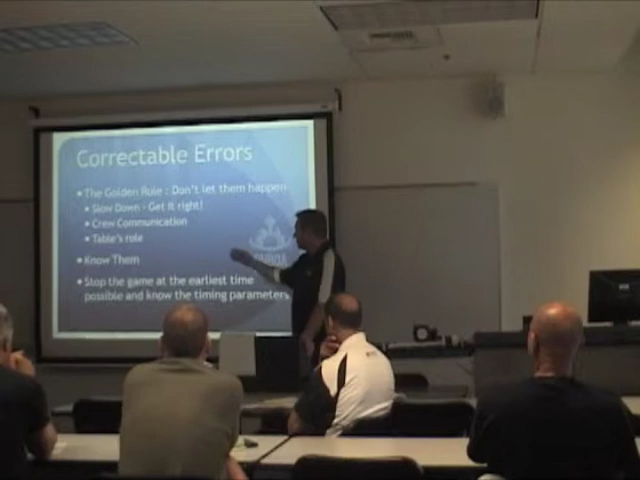 Correctable Errors
• The Golden Rule : Don't let them happen
• Slow Down - Get it right!
• Crew Communication
• Table's role
• Know Them
• Stop the game at the earliest time
possible and know the timing parameters